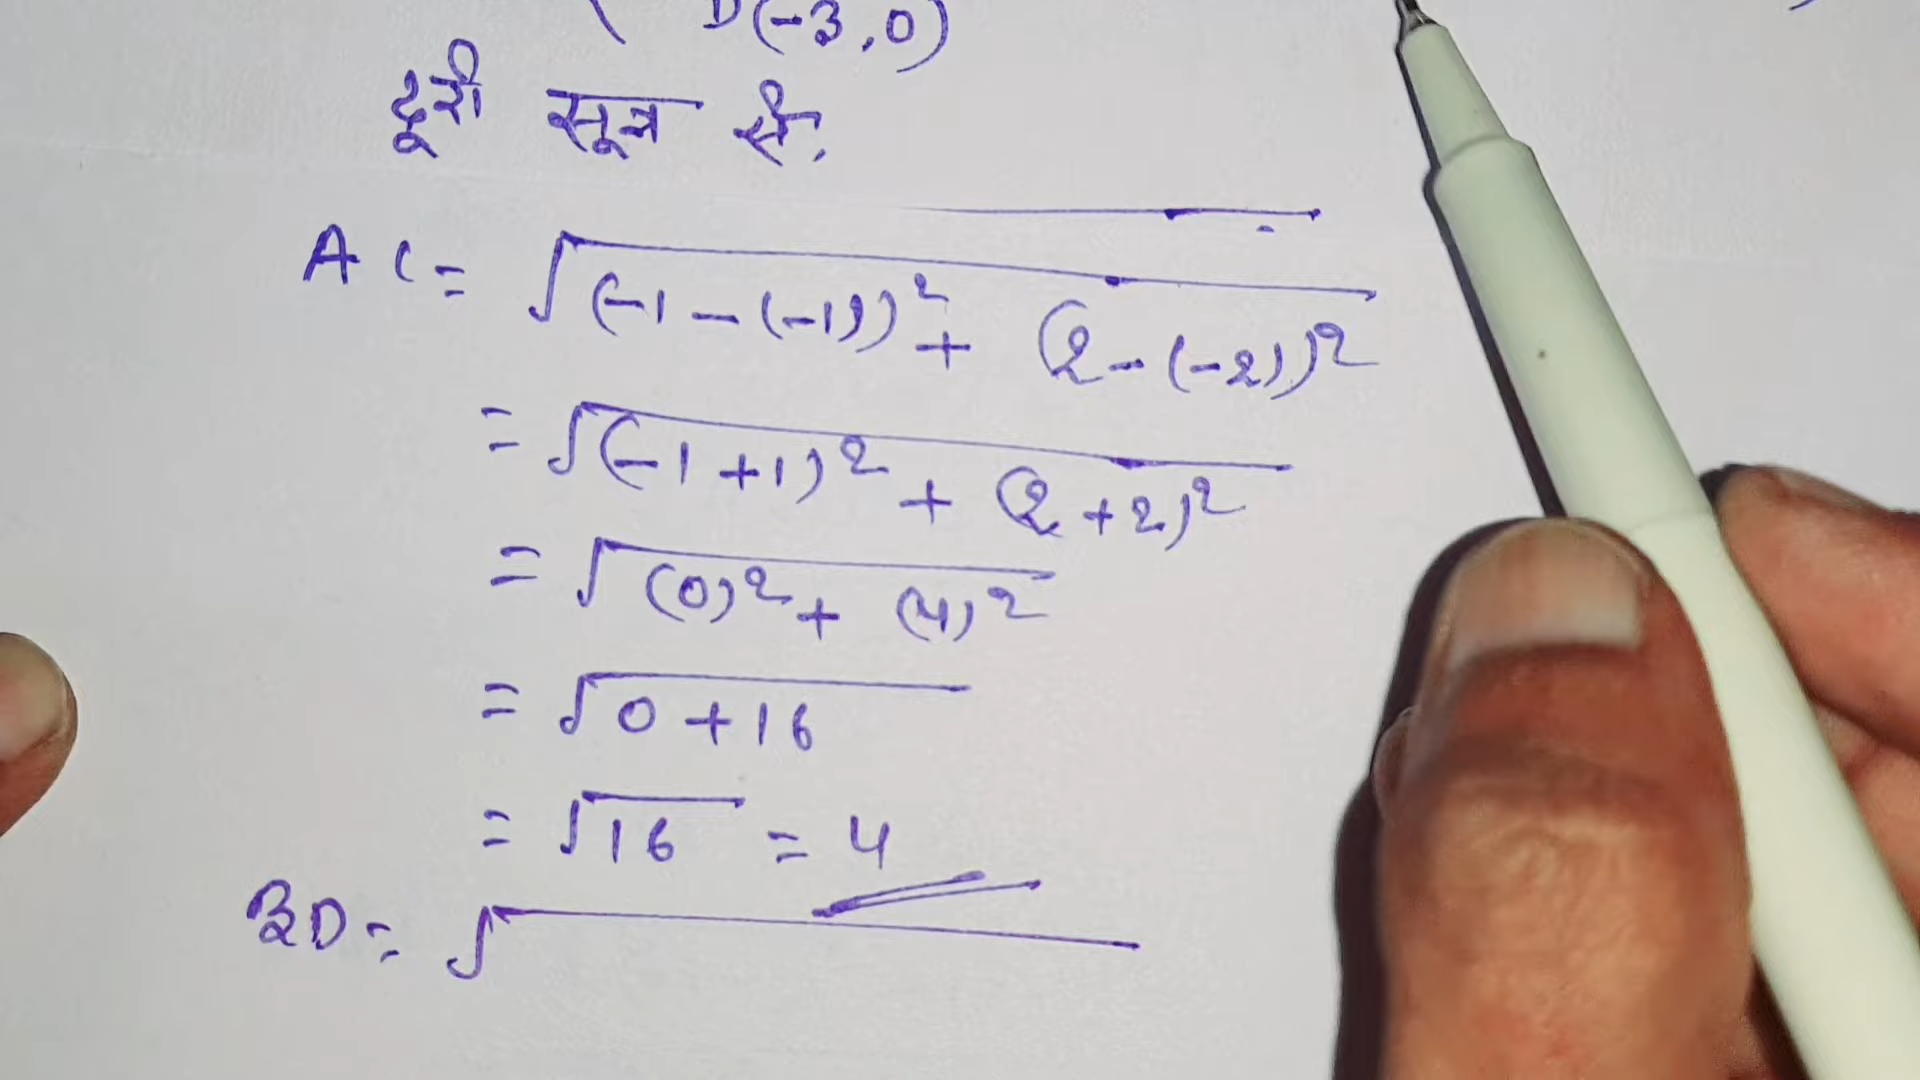 D(-3,0)
दूरी सूत्र से,
AC = √(-1-(-1))² + (2-(-2))²
= √(-1+1)² + (2+2)²
= √(0)² + (4)²
= √0+16
= √16 = 4
BD = √